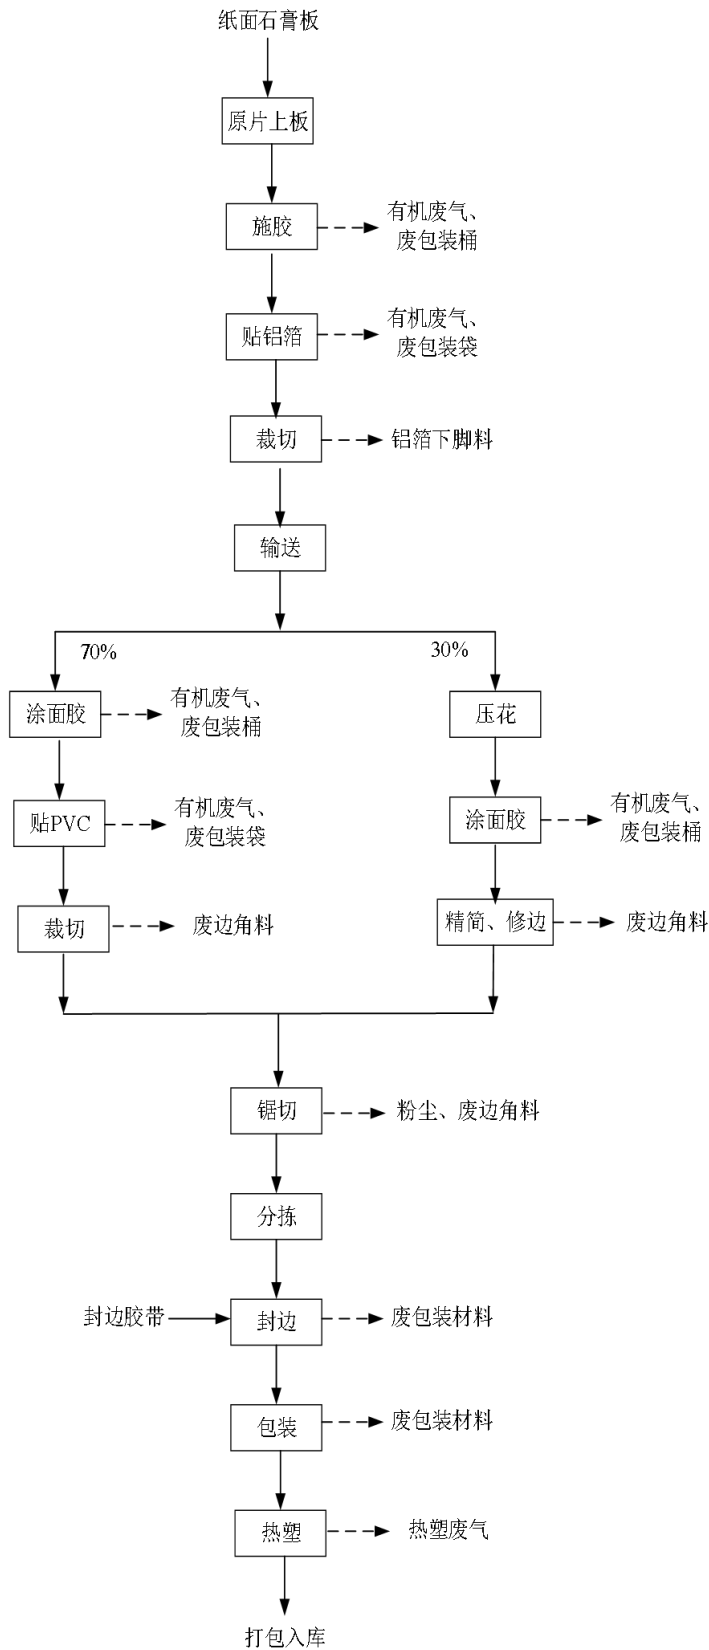 纸面石膏板
原片上板
施胶
有机废气、
废包装桶
贴铝箔
有机废气、
废包装袋
裁切
铝箔下脚料
输送
70%
30%
涂面胶
有机废气、
废包装桶
压花
贴PVC
有机废气、
废包装袋
涂面胶
有机废气、
废包装桶
裁切
废边角料
精简、修边
废边角料
锯切
粉尘、废边角料
分拣
封边胶带
封边
废包装材料
包装
废包装材料
热塑
热塑废气
打包入库